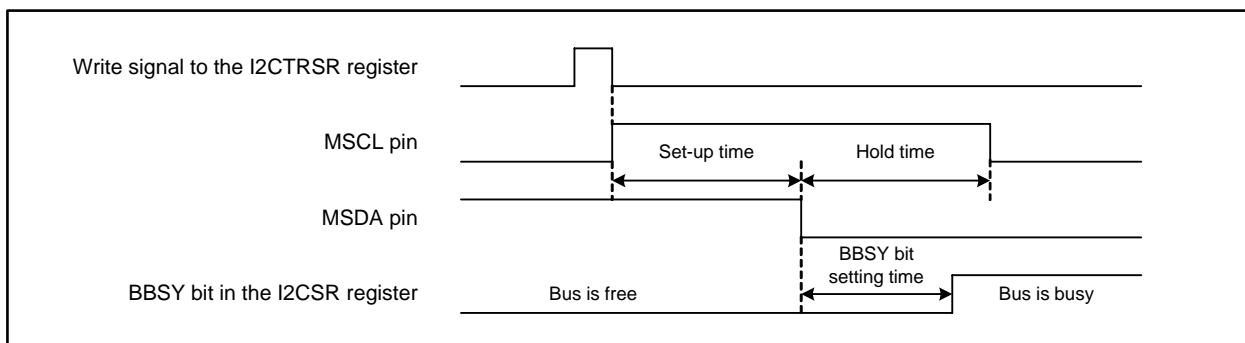 Write signal to the I2CTRSR register
MSCL pin
Set-up time
Hold time
MSDA pin
BBSY bit
setting time
BBSY bit in the I2CSR register
Bus is free
Bus is busy